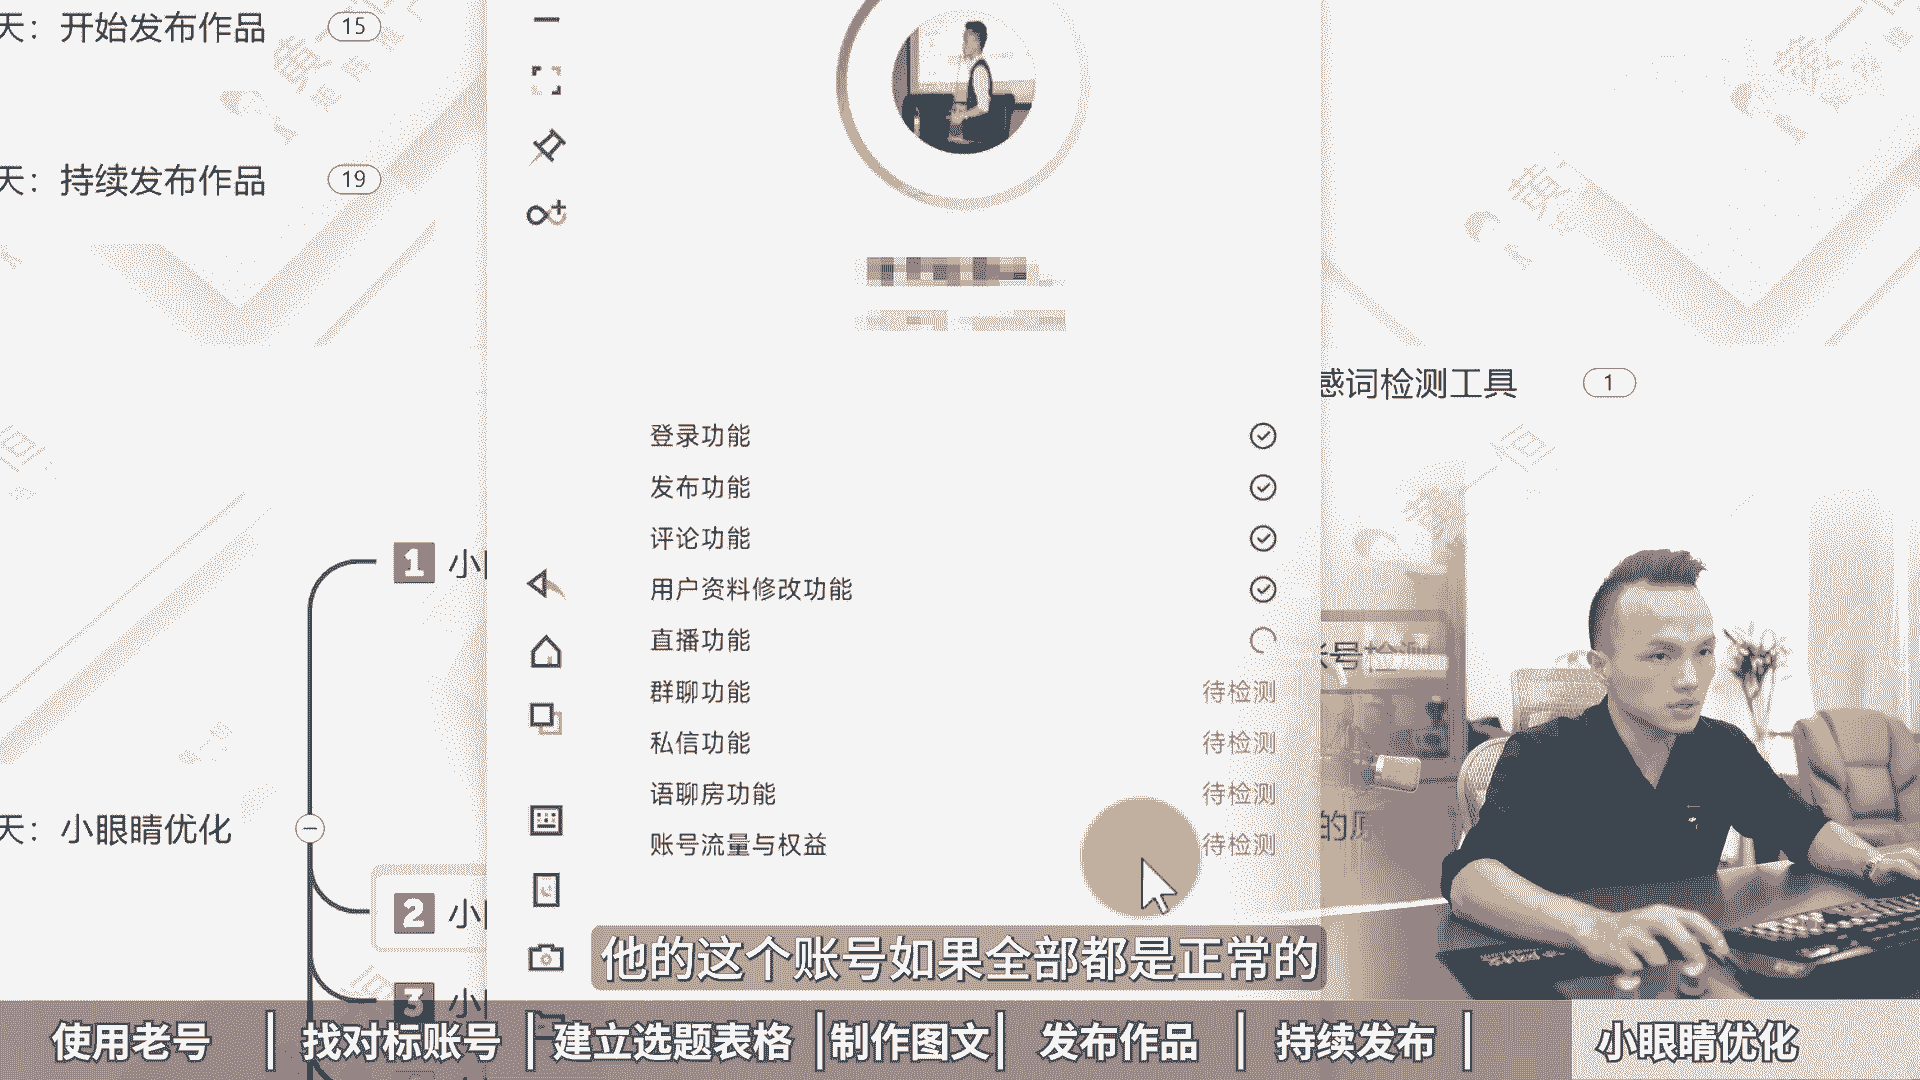 天：开始发布作品 15
天：持续发布作品 19
感词检测工具 1
登录功能
发布功能
评论功能
用户资料修改功能
直播功能
群聊功能 待检测
私信功能 待检测
语聊房功能 待检测
账号流量与权益 待检测
1 小
天：小眼睛优化
2 小
3 小
账号检测
的原
他的这个账号如果全部都是正常的
使用老号 | 找对标账号 | 建立选题表格 | 制作图文 | 发布作品 | 持续发布 | 小眼睛优化